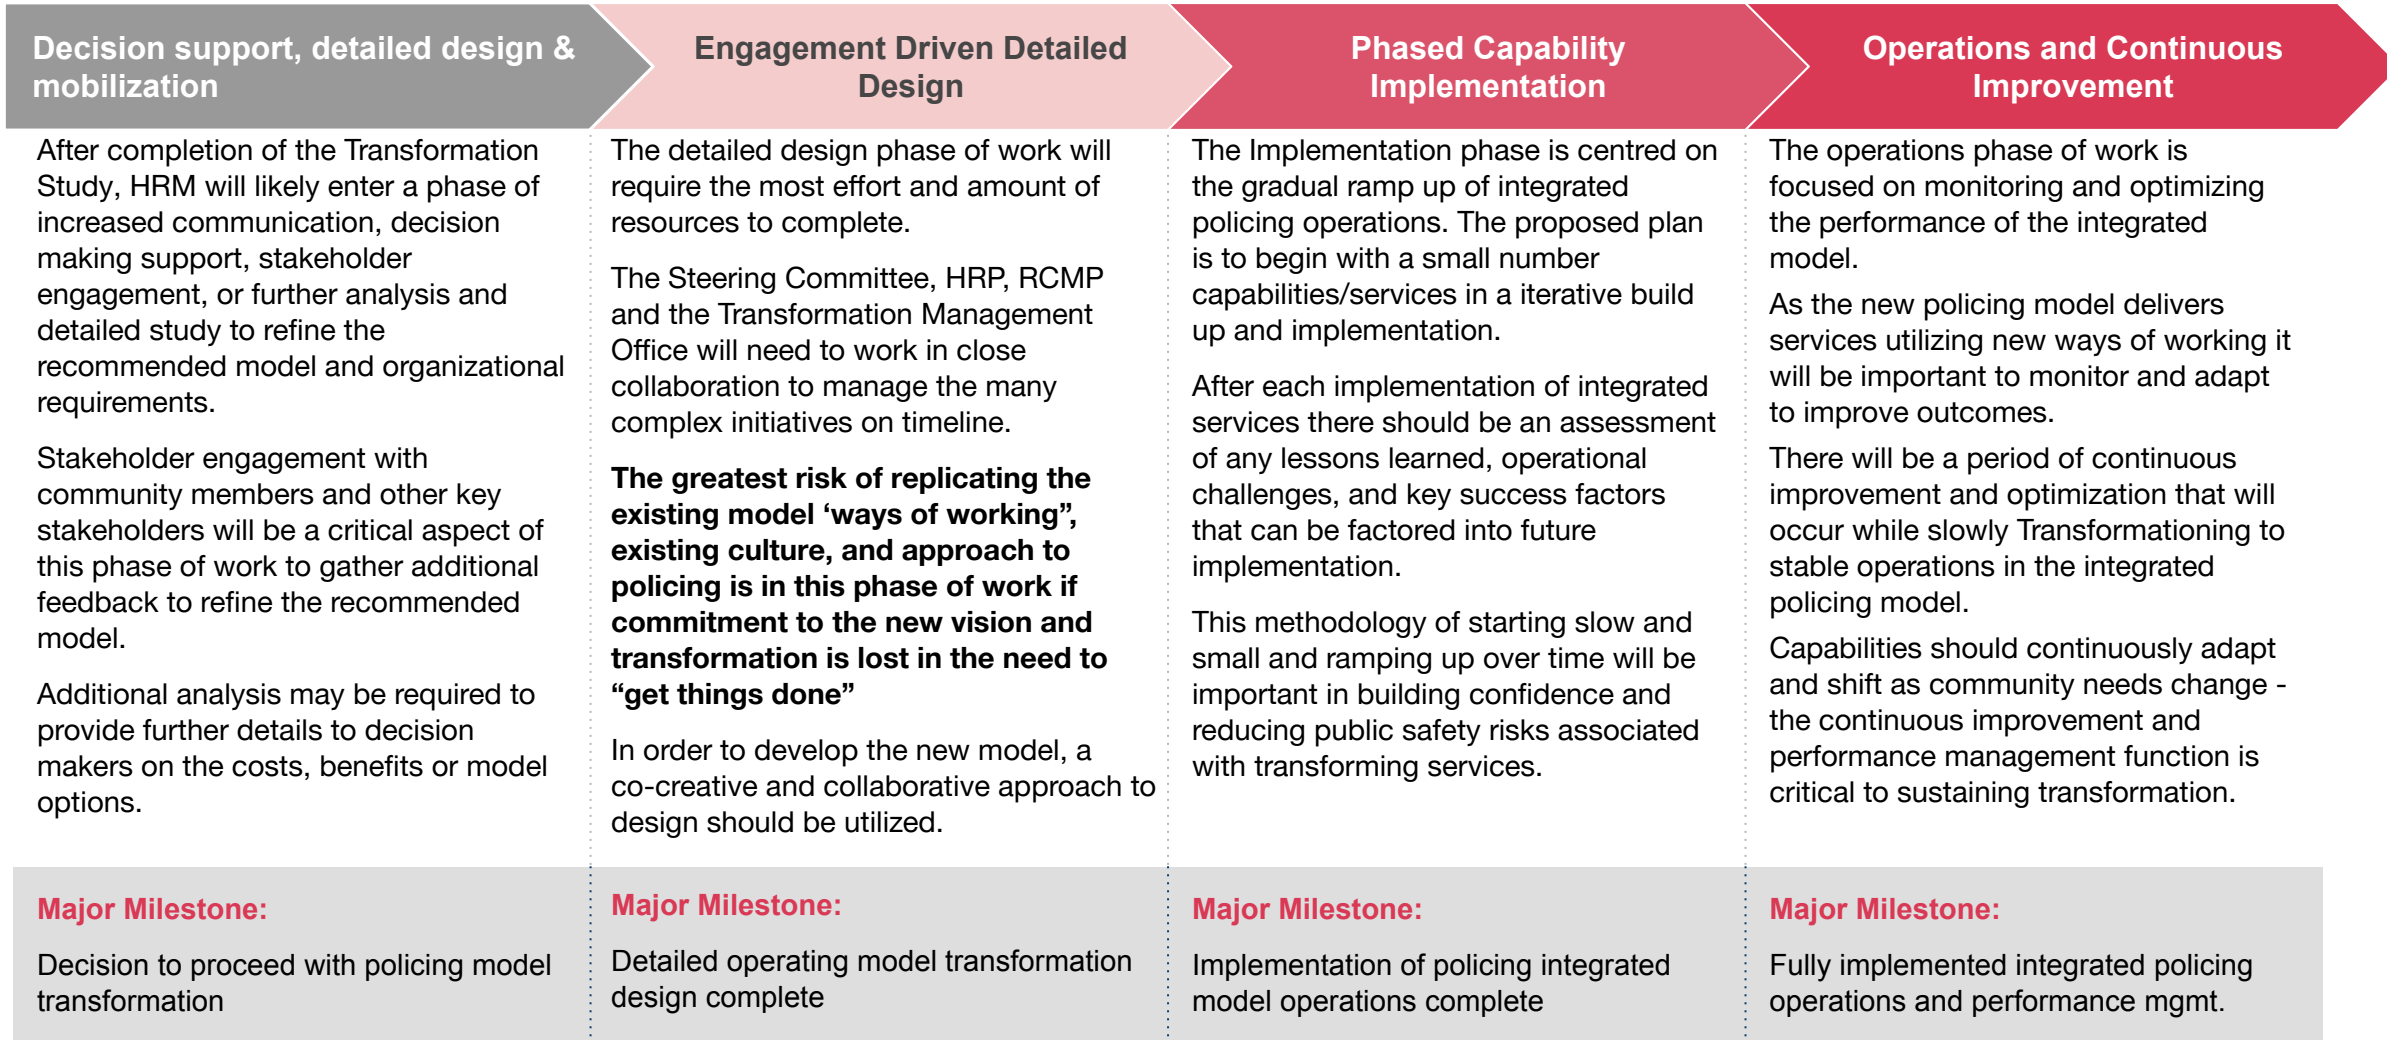 Decision support, detailed design &
mobilization
After completion of the Transformation
Study, HRM will likely enter a phase of
increased communication, decision
making support, stakeholder
engagement, or further analysis and
detailed study to refine the
recommended model and organizational
requirements.
Stakeholder engagement with
community members and other key
stakeholders will be a critical aspect of
this phase of work to gather additional
feedback to refine the recommended
model.
Additional analysis may be required to
provide further details to decision
makers on the costs, benefits or model
options.
Major Milestone:
Decision to proceed with policing model
transformation
Engagement Driven Detailed
Design
The detailed design phase of work will
require the most effort and amount of
resources to complete.
The Steering Committee, HRP, RCMP
and the Transformation Management
Office will need to work in close
collaboration to manage the many
complex initiatives on timeline.
The greatest risk of replicating the
existing model ‘ways of working”,
existing culture, and approach to
policing is in this phase of work if
commitment to the new vision and
transformation is lost in the need to
“get things done”
In order to develop the new model, a
co-creative and collaborative approach to
design should be utilized.
Major Milestone:
Detailed operating model transformation
design complete
Phased Capability
Implementation
The Implementation phase is centred on
the gradual ramp up of integrated
policing operations. The proposed plan
is to begin with a small number
capabilities/services in a iterative build
up and implementation.
After each implementation of integrated
services there should be an assessment
of any lessons learned, operational
challenges, and key success factors
that can be factored into future
implementation.
This methodology of starting slow and
small and ramping up over time will be
important in building confidence and
reducing public safety risks associated
with transforming services.
Major Milestone:
Implementation of policing integrated
model operations complete
Operations and Continuous
Improvement
The operations phase of work is
focused on monitoring and optimizing
the performance of the integrated
model.
As the new policing model delivers
services utilizing new ways of working it
will be important to monitor and adapt
to improve outcomes.
There will be a period of continuous
improvement and optimization that will
occur while slowly Transformationing to
stable operations in the integrated
policing model.
Capabilities should continuously adapt
and shift as community needs change -
the continuous improvement and
performance management function is
critical to sustaining transformation.
Major Milestone:
Fully implemented integrated policing
operations and performance mgmt.